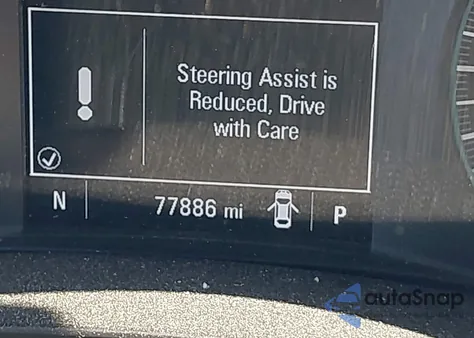 Steering Assist is
Reduced, Drive
with Care
N 77886 mi P
autoSnap